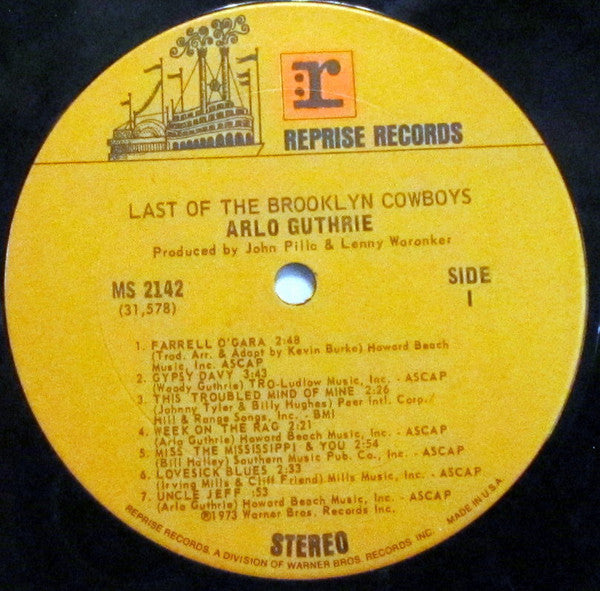 r
REPRISE RECORDS
LAST OF THE BROOKLYN COWBOYS
ARLO GUTHRIE
Produced by John Pilla & Lenny Waronker
MS 2142
(31,578)
SIDE
1
1. FARRELL O'GARA 2:48
(Trad. Arr. & Adapt by Kevin Burke) Howard Beach
Music, Inc. ASCAP
2. GYPSY DAVY 3:43
(Woody Guthrie) TRO-Ludlow Music, Inc. - ASCAP
3. THIS TROUBLED MIND OF MINE 2:26
(Johnny Tyler & Billy Hughes) Peer Intl. Corp./
Hill & Range Songs, Inc. - BMI
4. WEEK ON THE RAG 2:21
(Arlo Guthrie) Howard Beach Music, Inc. - ASCAP
5. MISS THE MISSISSIPPI & YOU 2:54
(Bill Halley) Southern Music Pub. Co., Inc. - ASCAP
6. LOVESICK BLUES 2:33
(Irving Mills & Cliff Friend) Mills Music, Inc. - ASCAP
7. UNCLE JEFF :53
(Arlo Guthrie) Howard Beach Music, Inc. - ASCAP
℗1973 Warner Bros. Records Inc.
STEREO
REPRISE RECORDS, A DIVISION OF WARNER BROS. RECORDS, INC. MADE IN U.S.A.